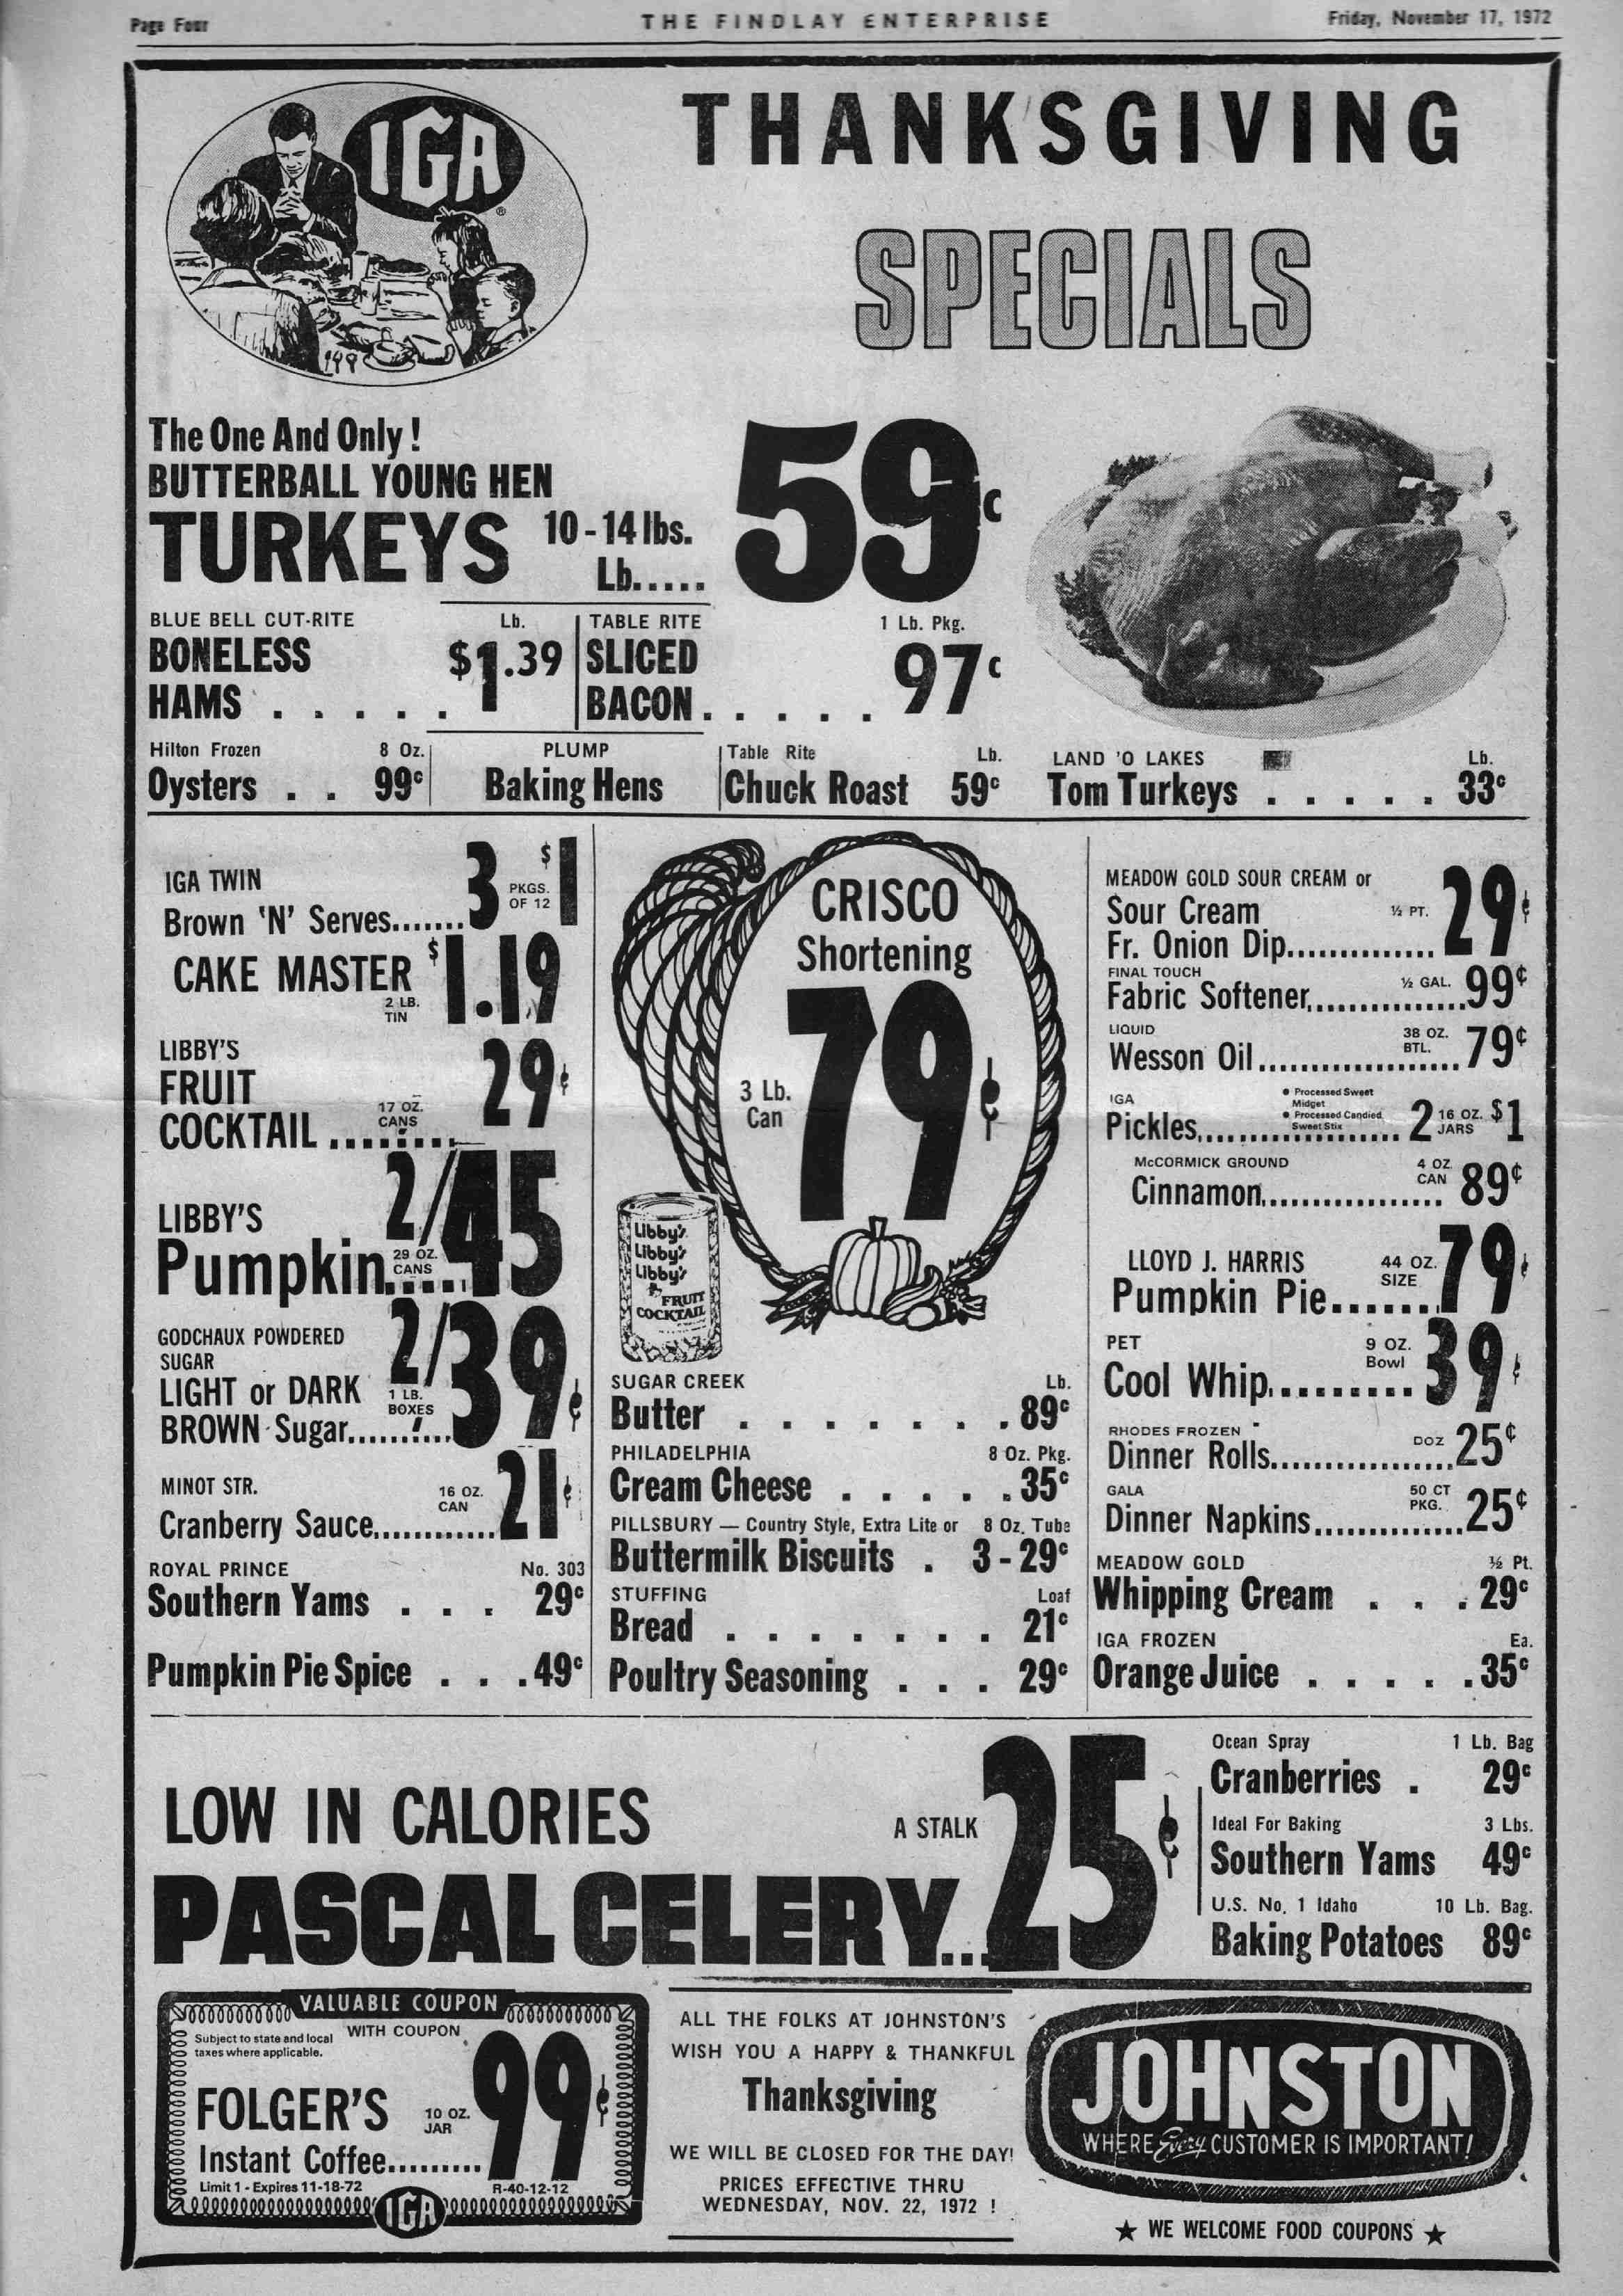 Page Four
THE FINDLAY ENTERPRISE
Friday, November 17, 1972
IGA
®
THANKSGIVING
SPECIALS
The One And Only!
BUTTERBALL YOUNG HEN
TURKEYS 10-14 lbs.
Lb..... 59c
BLUE BELL CUT-RITE Lb.
BONELESS
HAMS . . . . . $1.39
TABLE RITE 1 Lb. Pkg.
SLICED
BACON . . . . . 97c
Hilton Frozen 8 Oz.
Oysters . . 99c
PLUMP
Baking Hens
Table Rite Lb.
Chuck Roast 59c
LAND 'O LAKES Lb.
Tom Turkeys . . . . . 33c
IGA TWIN
Brown 'N' Serves....... 3 PKGS. OF 12 $1
CAKE MASTER 2 LB. TIN $1.19
LIBBY'S
FRUIT
COCKTAIL ........ 17 OZ. CANS 29¢
LIBBY'S
Pumpkin...... 29 OZ. CANS 2/45
GODCHAUX POWDERED
SUGAR
LIGHT or DARK
BROWN Sugar.......... 1 LB. BOXES 2/39¢
MINOT STR.
Cranberry Sauce............ 16 OZ. CAN 21¢
ROYAL PRINCE No. 303
Southern Yams . . . 29c
Pumpkin Pie Spice . . . 49c
CRISCO
Shortening
3 Lb.
Can
79¢
Libby's
Libby's
Libby's
FRUIT
COCKTAIL
SUGAR CREEK Lb.
Butter . . . . . . . 89c
PHILADELPHIA 8 Oz. Pkg.
Cream Cheese . . . . . 35c
PILLSBURY — Country Style, Extra Lite or 8 Oz. Tube
Buttermilk Biscuits . 3-29c
STUFFING Loaf
Bread . . . . . . . 21c
Poultry Seasoning . . . 29c
MEADOW GOLD SOUR CREAM or
Sour Cream ½ PT.
Fr. Onion Dip.............. 29¢
FINAL TOUCH
Fabric Softener................ ½ GAL. 99¢
LIQUID
Wesson Oil.................... 38 OZ. BTL. 79¢
IGA
Pickles.................... 2 16 OZ. JARS $1
• Processed Sweet
Midget
• Processed Candied
Sweet Stix
McCORMICK GROUND
Cinnamon................. 4 OZ. CAN 89¢
LLOYD J. HARRIS
Pumpkin Pie....... 44 OZ. SIZE 79¢
PET
Cool Whip.......... 9 OZ. Bowl 39¢
RHODES FROZEN
Dinner Rolls.................. DOZ 25¢
GALA
Dinner Napkins.............. 50 CT PKG. 25¢
MEADOW GOLD ½ Pt.
Whipping Cream . . . 29c
IGA FROZEN Ea.
Orange Juice . . . . . 35c
LOW IN CALORIES
A STALK
PASCAL CELERY... 25¢
Ocean Spray 1 Lb. Bag
Cranberries . 29c
Ideal For Baking 3 Lbs.
Southern Yams 49c
U.S. No. 1 Idaho 10 Lb. Bag.
Baking Potatoes 89c
VALUABLE COUPON
Subject to state and local
taxes where applicable.
WITH COUPON
FOLGER'S
Instant Coffee......... 10 OZ. JAR 99¢
Limit 1 - Expires 11-18-72
R-40-12-12
IGA
ALL THE FOLKS AT JOHNSTON'S
WISH YOU A HAPPY & THANKFUL
Thanksgiving
WE WILL BE CLOSED FOR THE DAY!
PRICES EFFECTIVE THRU
WEDNESDAY, NOV. 22, 1972 !
JOHNSTON
WHERE Every CUSTOMER IS IMPORTANT!
★ WE WELCOME FOOD COUPONS ★